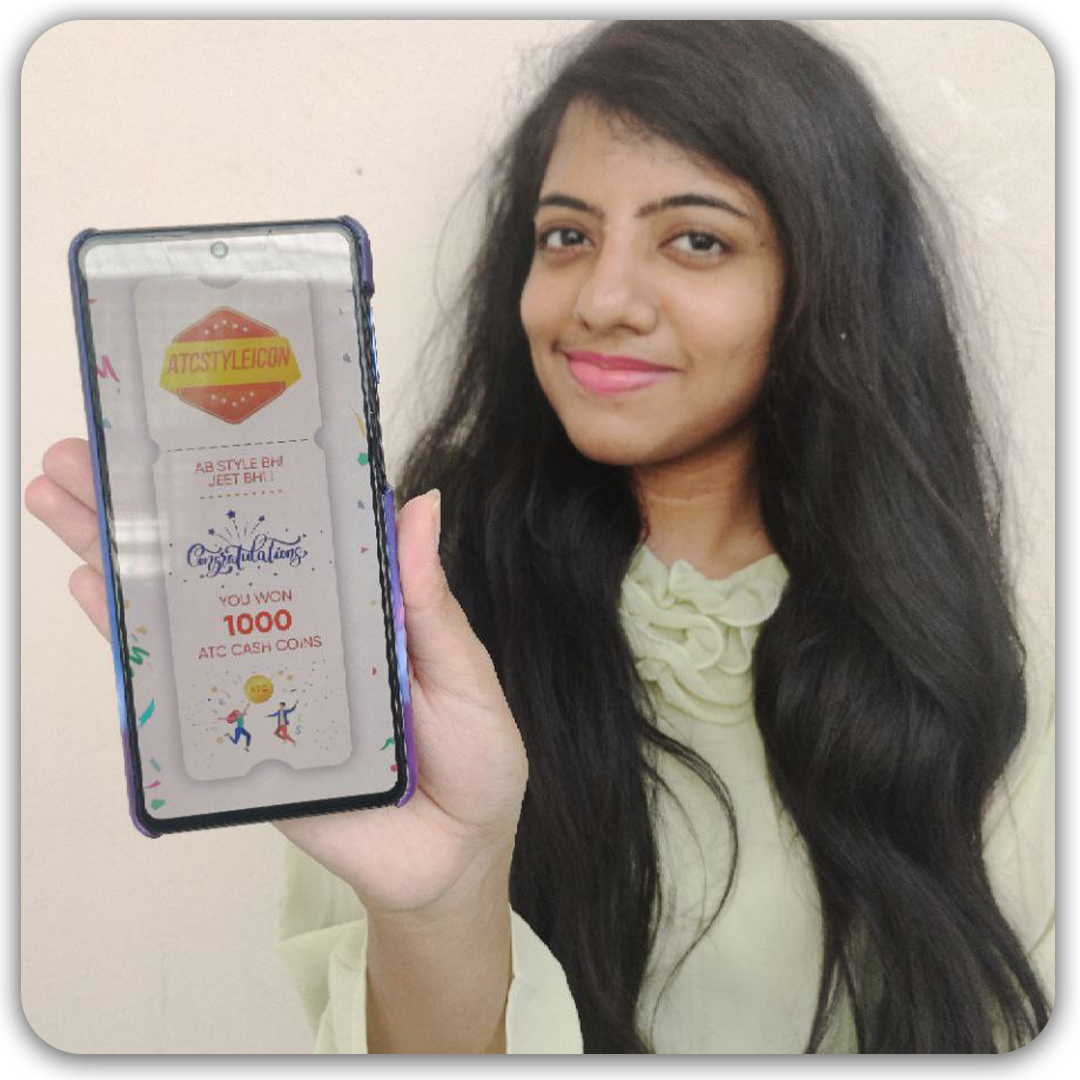 ATCSTYLEICON
AB STYLE BHI
JEET BHI !
Congratulations
YOU WON
1000
ATC CASH COINS
ATC